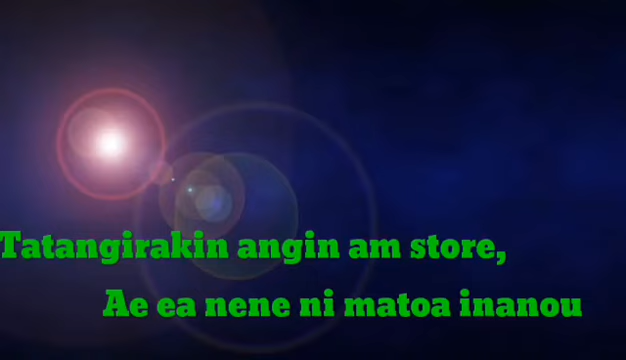 Tatangirakin angin am store,
Ae ea nene ni matoa inanou